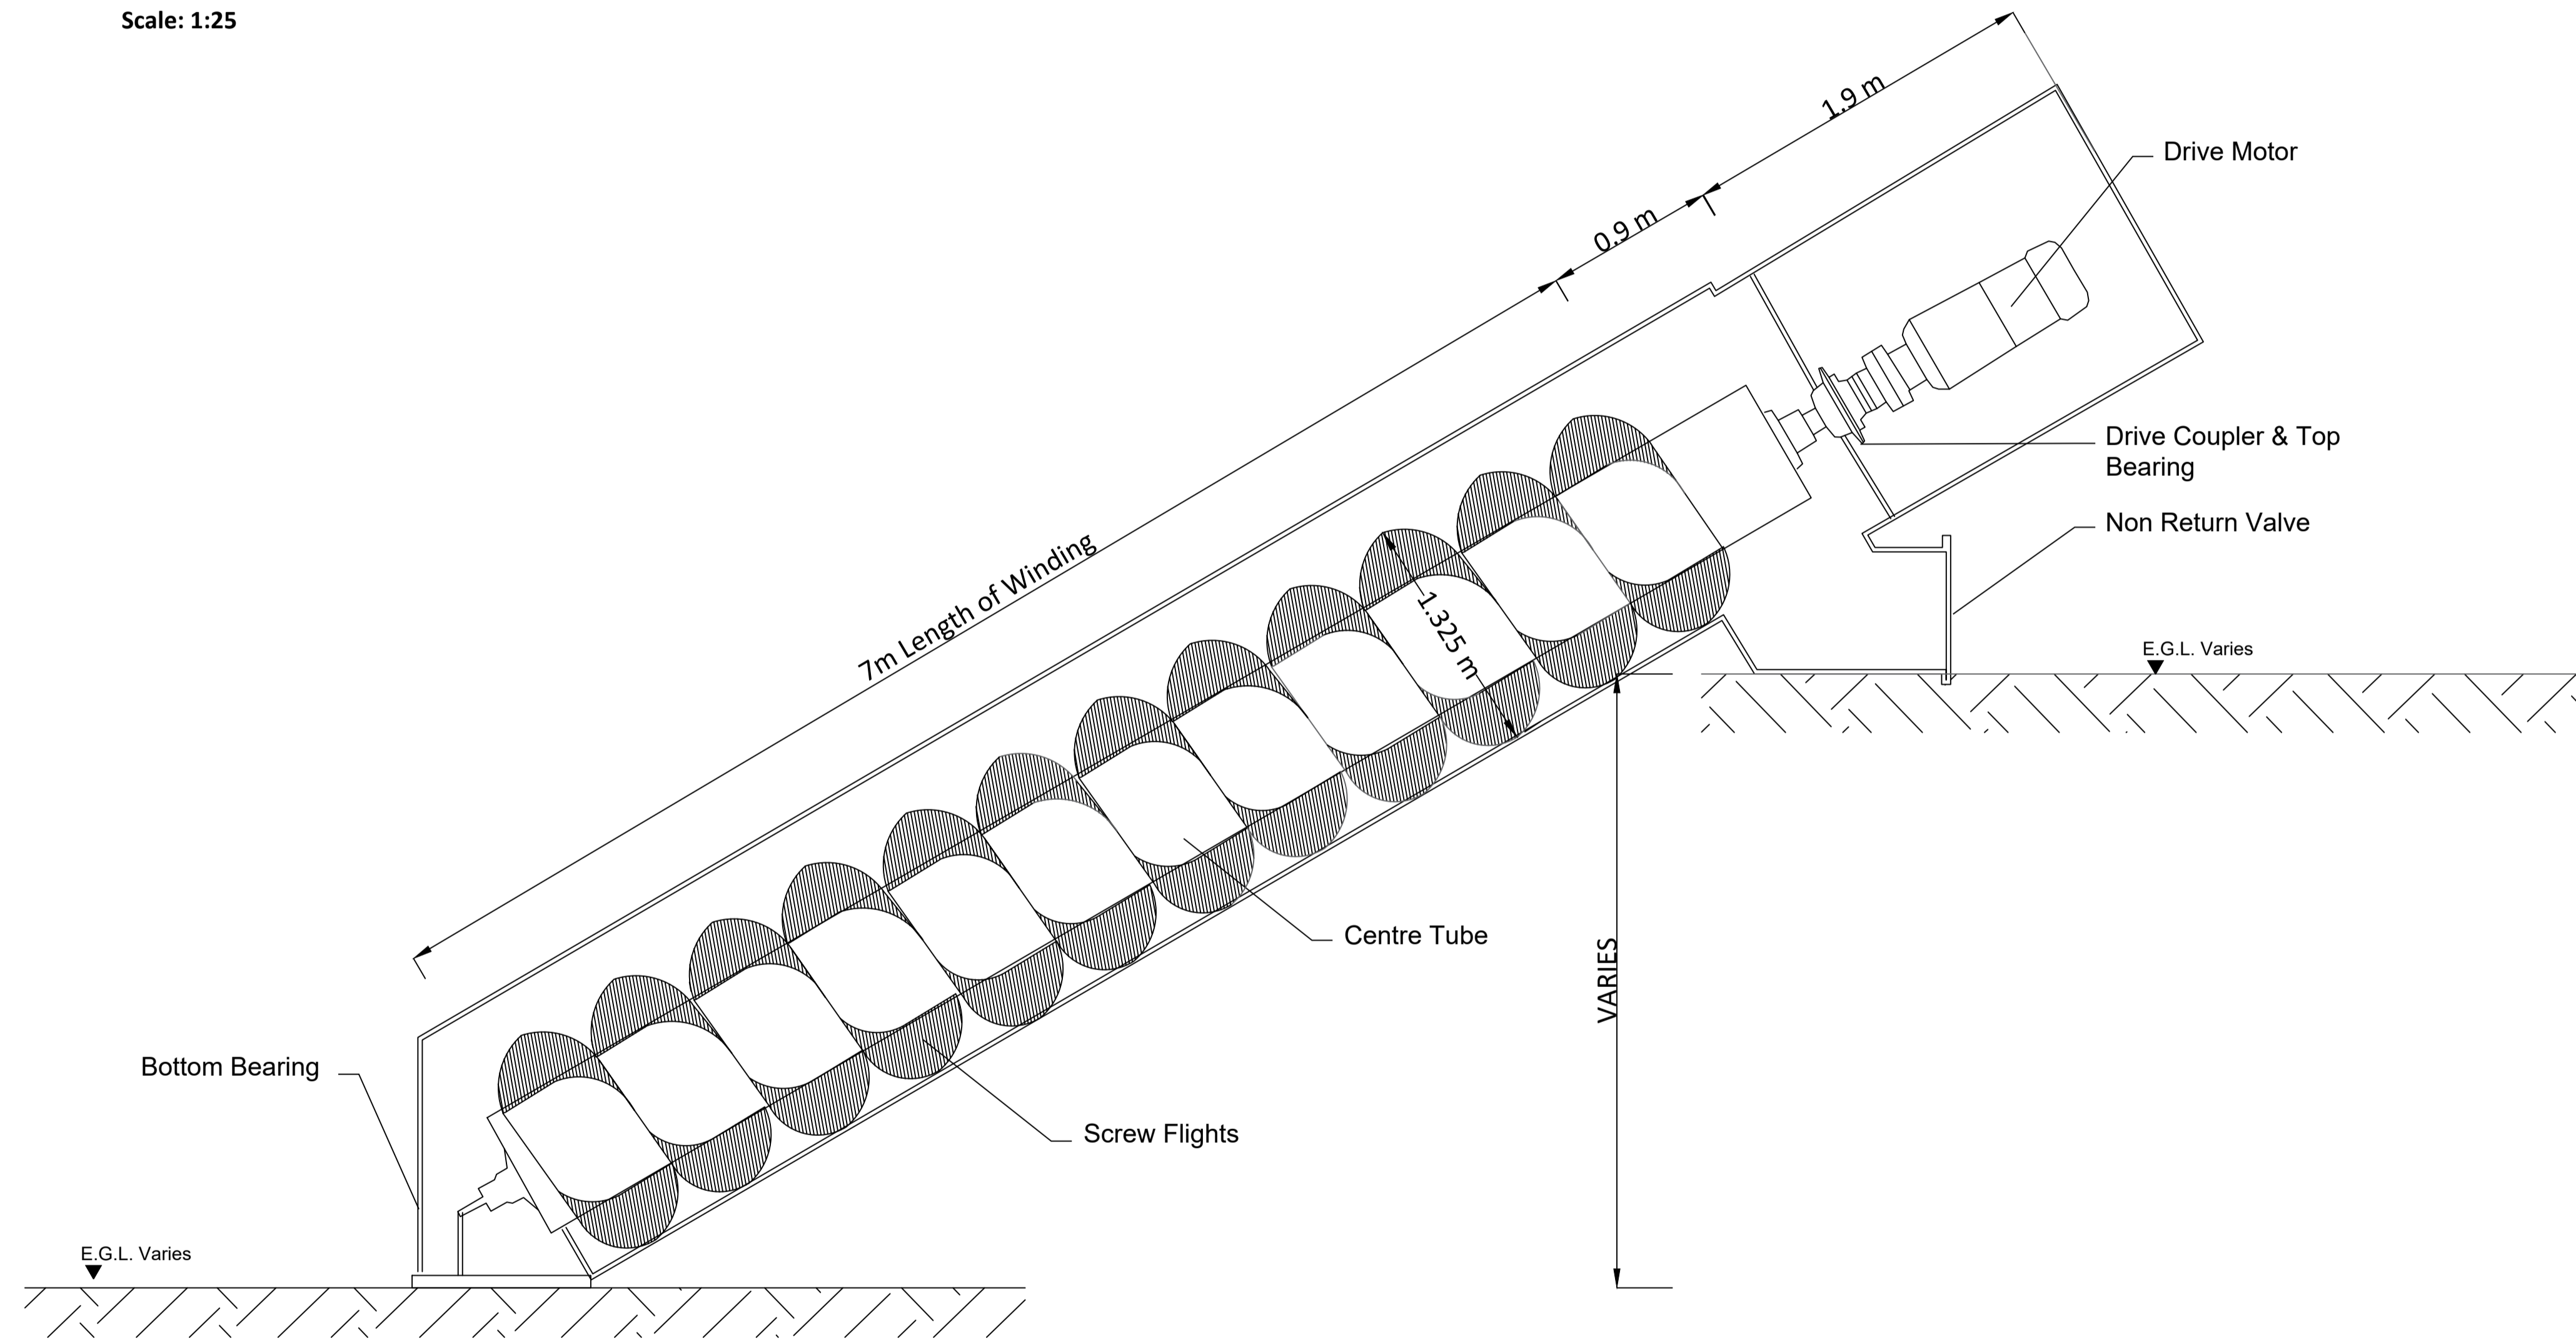 Scale: 1:25
1.9 m
Drive Motor
0.9 m
Drive Coupler & Top
Bearing
Non Return Valve
7m Length of Winding
1.325 m
E.G.L. Varies
Centre Tube
VARIES
Bottom Bearing
Screw Flights
E.G.L. Varies